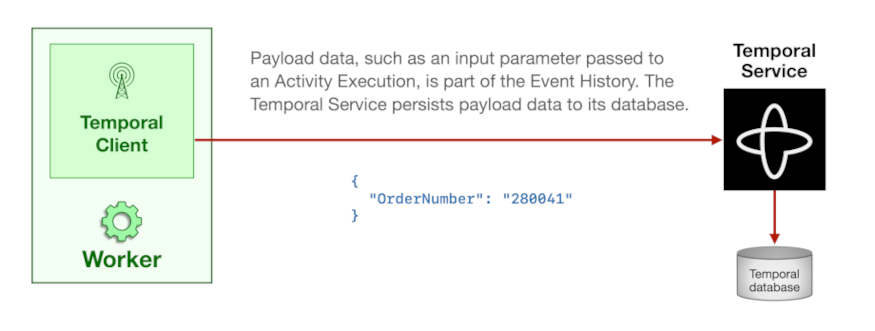 Payload data, such as an input parameter passed to
an Activity Execution, is part of the Event History. The
Temporal Service persists payload data to its database.
Temporal
Service
Temporal
Client
{
"OrderNumber": "280041"
}
Worker
Temporal
database